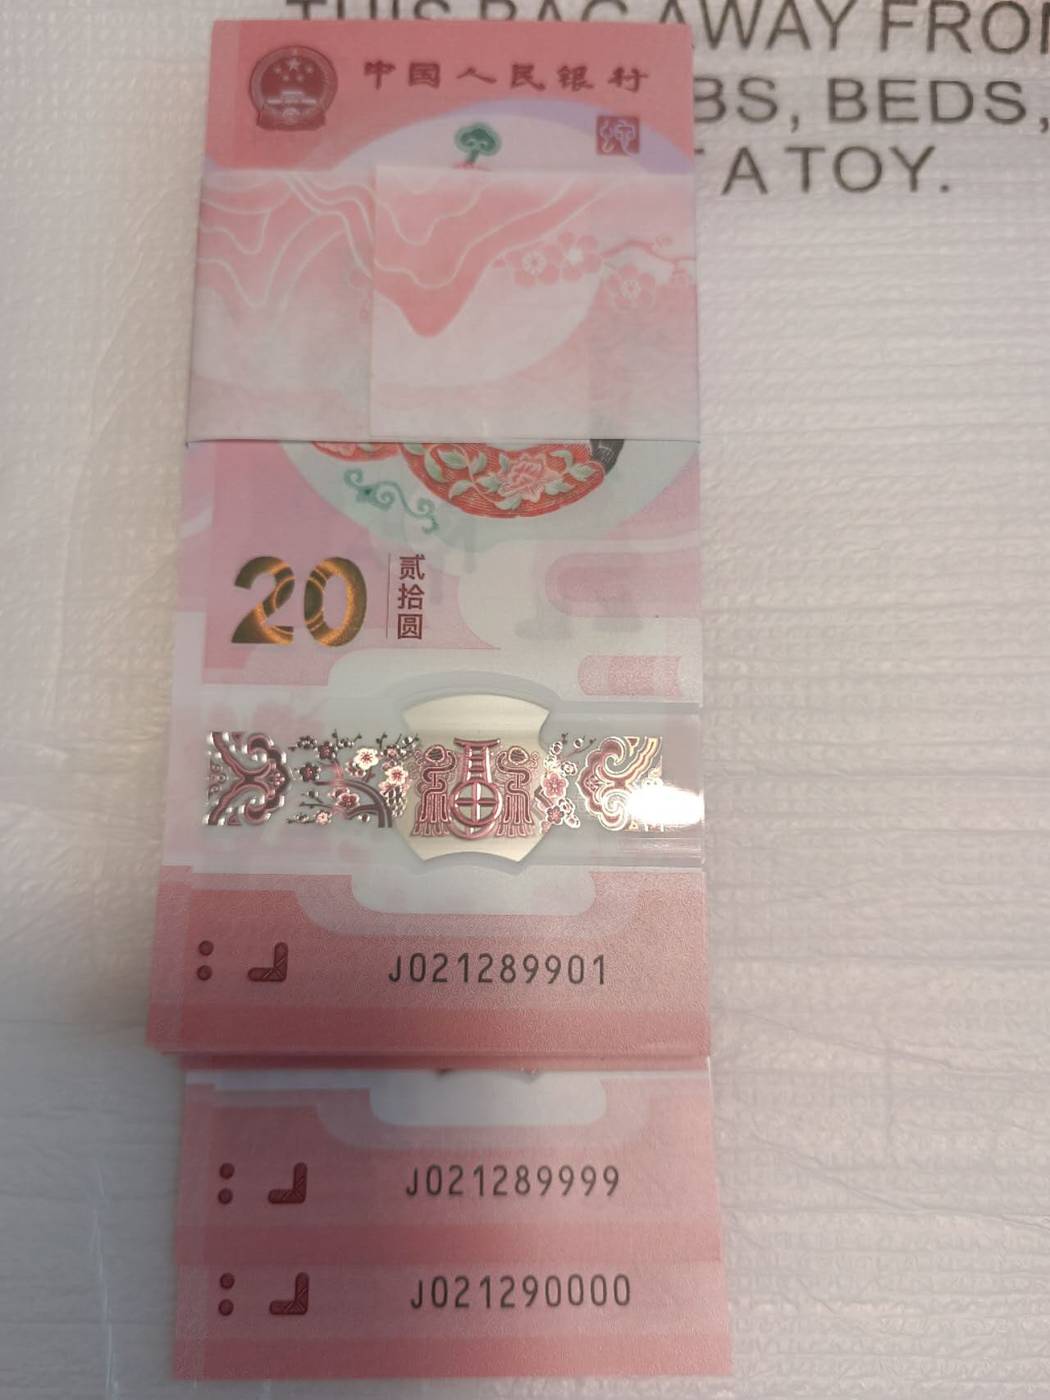 THIS BAG AWAY FROM
BS, BEDS,
A TOY.
中国人民银行
20
贰拾圆
J021289901
J021289999
J021290000